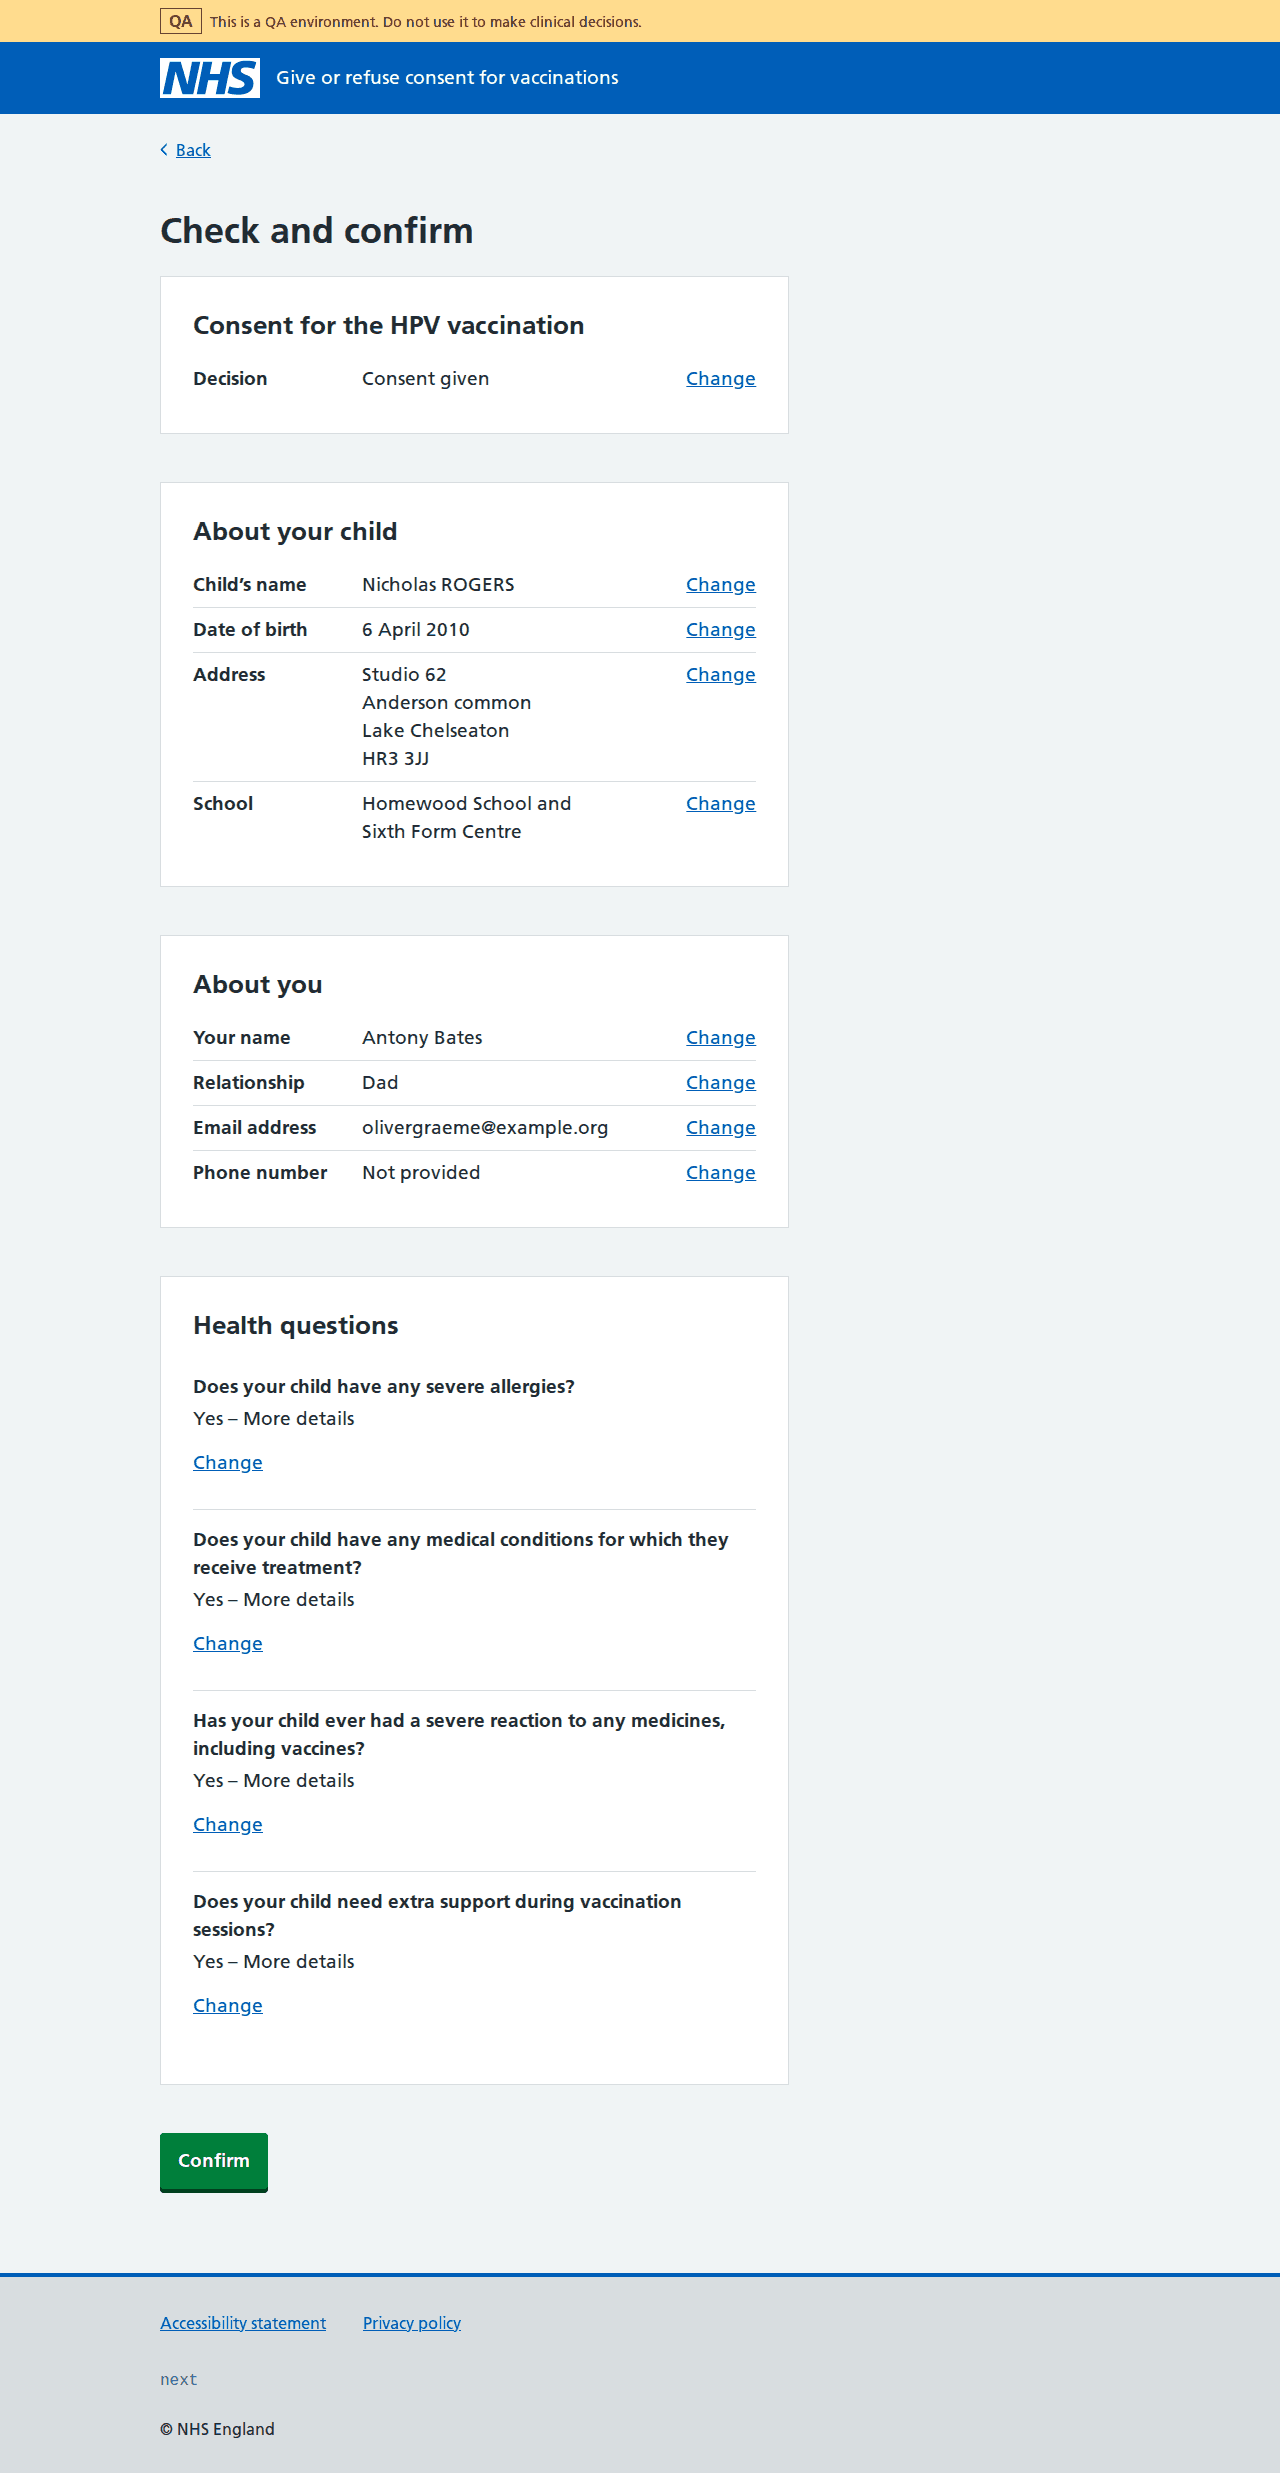 QA This is a QA environment. Do not use it to make clinical decisions.
NHS Give or refuse consent for vaccinations
Back
Check and confirm
Consent for the HPV vaccination
Decision Consent given Change
About your child
Child’s name Nicholas ROGERS Change
Date of birth 6 April 2010 Change
Address Studio 62 Change
Anderson common
Lake Chelseaton
HR3 3JJ
School Homewood School and Change
Sixth Form Centre
About you
Your name Antony Bates Change
Relationship Dad Change
Email address olivergraeme@example.org Change
Phone number Not provided Change
Health questions
Does your child have any severe allergies?
Yes – More details
Change
Does your child have any medical conditions for which they
receive treatment?
Yes – More details
Change
Has your child ever had a severe reaction to any medicines,
including vaccines?
Yes – More details
Change
Does your child need extra support during vaccination
sessions?
Yes – More details
Change
Confirm
Accessibility statement Privacy policy
next
© NHS England